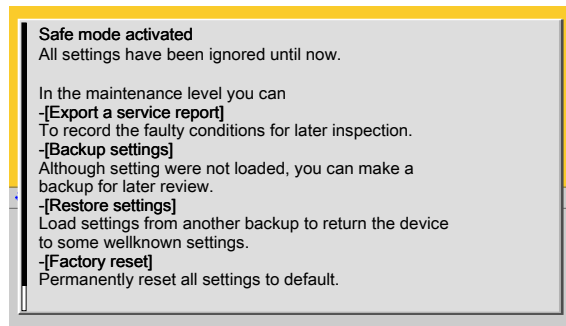 Safe mode activated
All settings have been ignored until now.
In the maintenance level you can
-[Export a service report]
To record the faulty conditions for later inspection.
-[Backup settings]
Although setting were not loaded, you can make a
backup for later review.
-[Restore settings]
Load settings from another backup to return the device
to some wellknown settings.
-[Factory reset]
Permanently reset all settings to default.